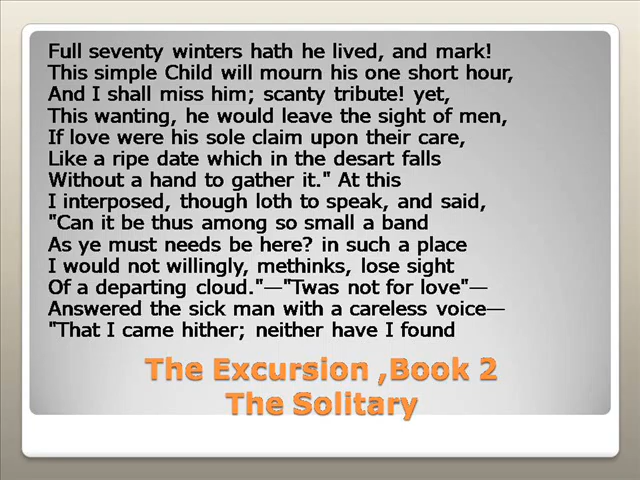 Full seventy winters hath he lived, and mark!
This simple Child will mourn his one short hour,
And I shall miss him; scanty tribute! yet,
This wanting, he would leave the sight of men,
If love were his sole claim upon their care,
Like a ripe date which in the desart falls
Without a hand to gather it." At this
I interposed, though loth to speak, and said,
"Can it be thus among so small a band
As ye must needs be here? in such a place
I would not willingly, methinks, lose sight
Of a departing cloud."—"Twas not for love"—
Answered the sick man with a careless voice—
"That I came hither; neither have I found
The Excursion ,Book 2
The Solitary